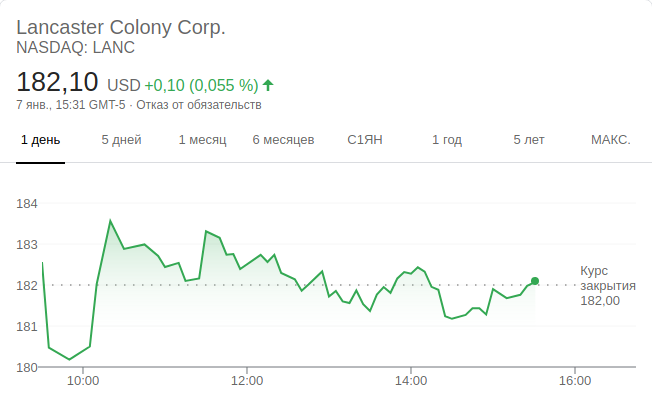 Lancaster Colony Corp.
NASDAQ: LANC
182,10 USD +0,10 (0,055 %)
7 янв., 15:31 GMT-5 · Отказ от обязательств
1 день 5 дней 1 месяц 6 месяцев С1ЯН 1 год 5 лет МАКС.
184
183
182
181
180
Курс
закрытия
182,00
10:00 12:00 14:00 16:00